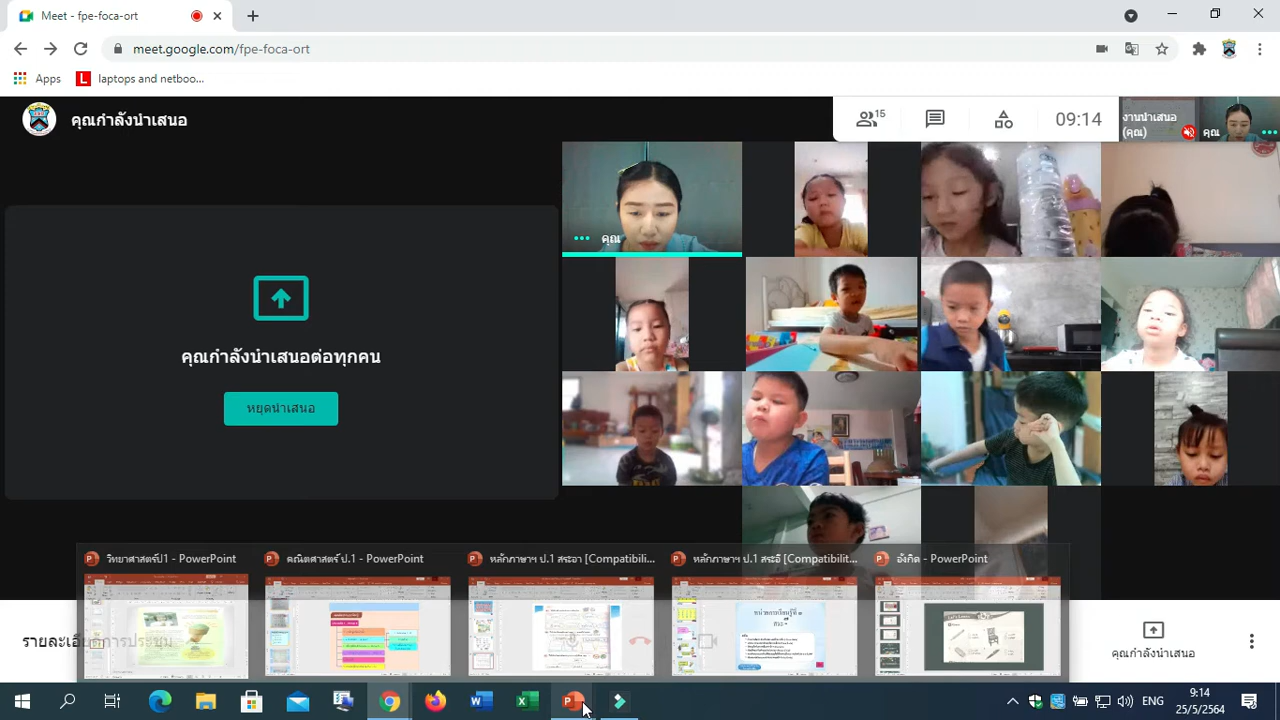 Meet - fpe-foca-ort
meet.google.com/fpe-foca-ort
Apps
L laptops and netboo...
คุณกำลังนำเสนอ
15
09:14
งานนำเสนอ
(คุณ)
คุณ
คุณ
คุณกำลังนำเสนอต่อทุกคน
หยุดนำเสนอ
วิทยาศาสตร์ป1 - PowerPoint
คณิตศาสตร์ ป.1 - PowerPoint
หลักภาษาฯ ป.1 สระอา [Compatibili...
หลักภาษาฯ ป.1 สระอี [Compatibilit...
อังกิด - PowerPoint
รายละเอียดการประชุม
คุณกำลังนำเสนอ
ENG
9:14
25/5/2564